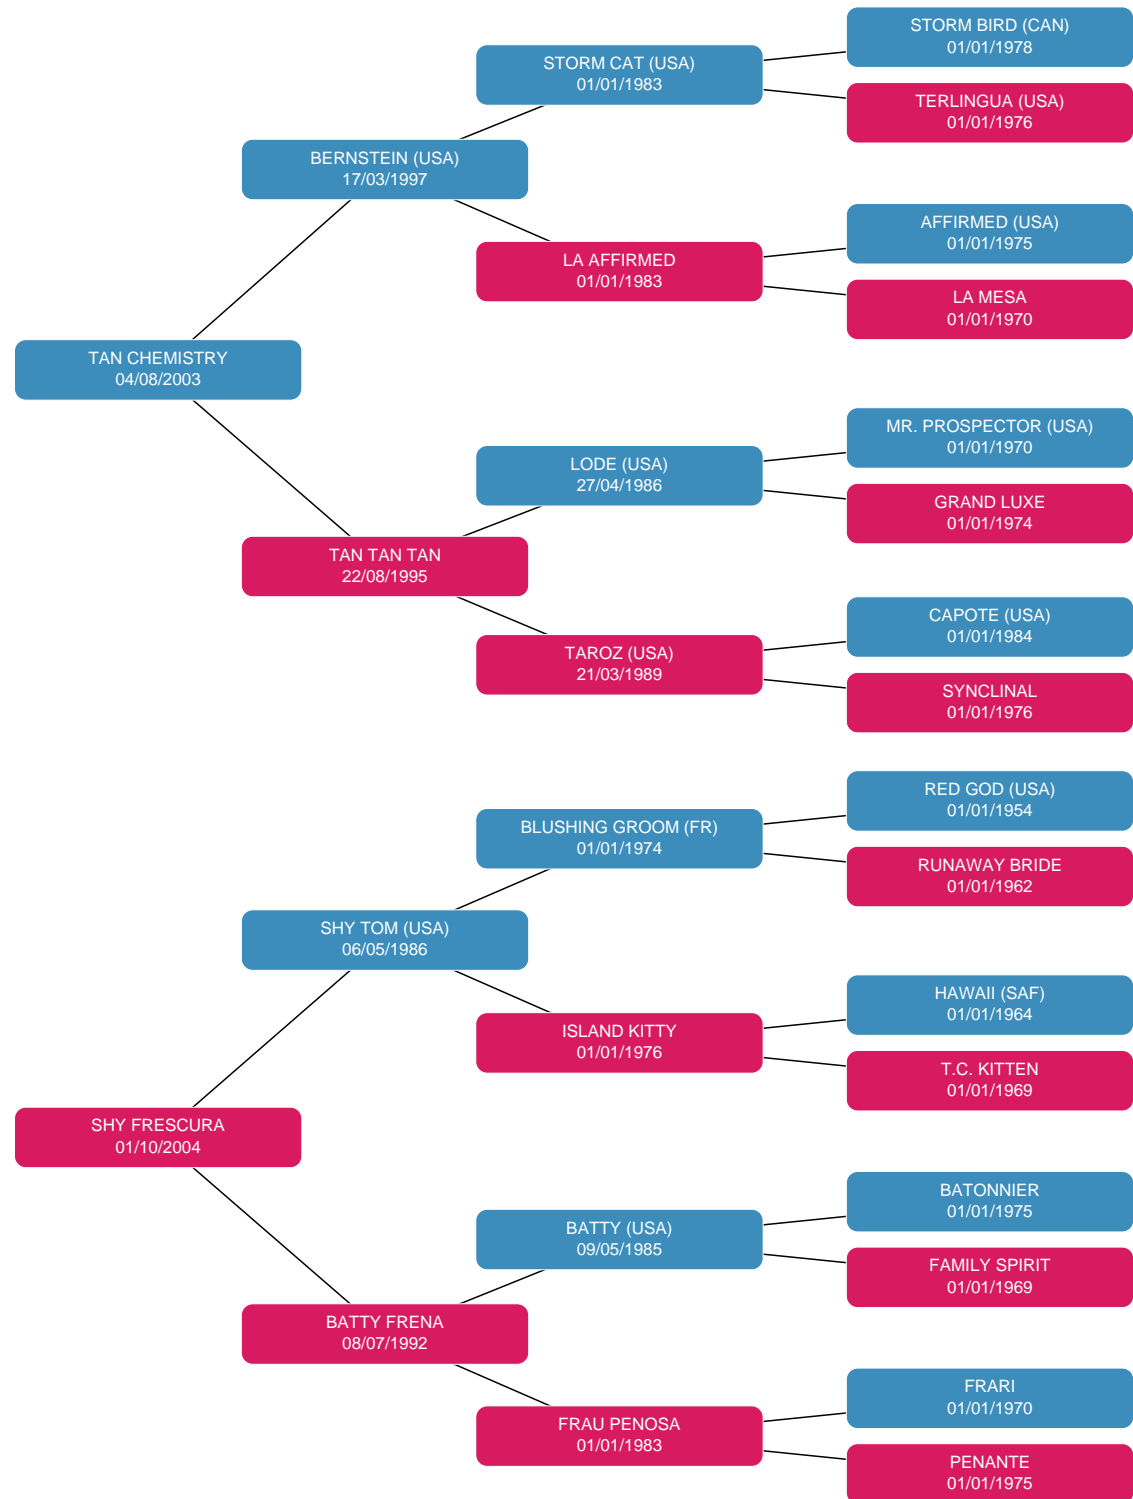 STORM BIRD (CAN)
01/01/1978
STORM CAT (USA)
01/01/1983
TERLINGUA (USA)
01/01/1976
BERNSTEIN (USA)
17/03/1997
AFFIRMED (USA)
01/01/1975
LA AFFIRMED
01/01/1983
LA MESA
01/01/1970
TAN CHEMISTRY
04/08/2003
MR. PROSPECTOR (USA)
01/01/1970
LODE (USA)
27/04/1986
GRAND LUXE
01/01/1974
TAN TAN TAN
22/08/1995
CAPOTE (USA)
01/01/1984
TAROZ (USA)
21/03/1989
SYNCLINAL
01/01/1976
RED GOD (USA)
01/01/1954
BLUSHING GROOM (FR)
01/01/1974
RUNAWAY BRIDE
01/01/1962
SHY TOM (USA)
06/05/1986
HAWAII (SAF)
01/01/1964
ISLAND KITTY
01/01/1976
T.C. KITTEN
01/01/1969
SHY FRESCURA
01/10/2004
BATONNIER
01/01/1975
BATTY (USA)
09/05/1985
FAMILY SPIRIT
01/01/1969
BATTY FRENA
08/07/1992
FRARI
01/01/1970
FRAU PENOSA
01/01/1983
PENANTE
01/01/1975